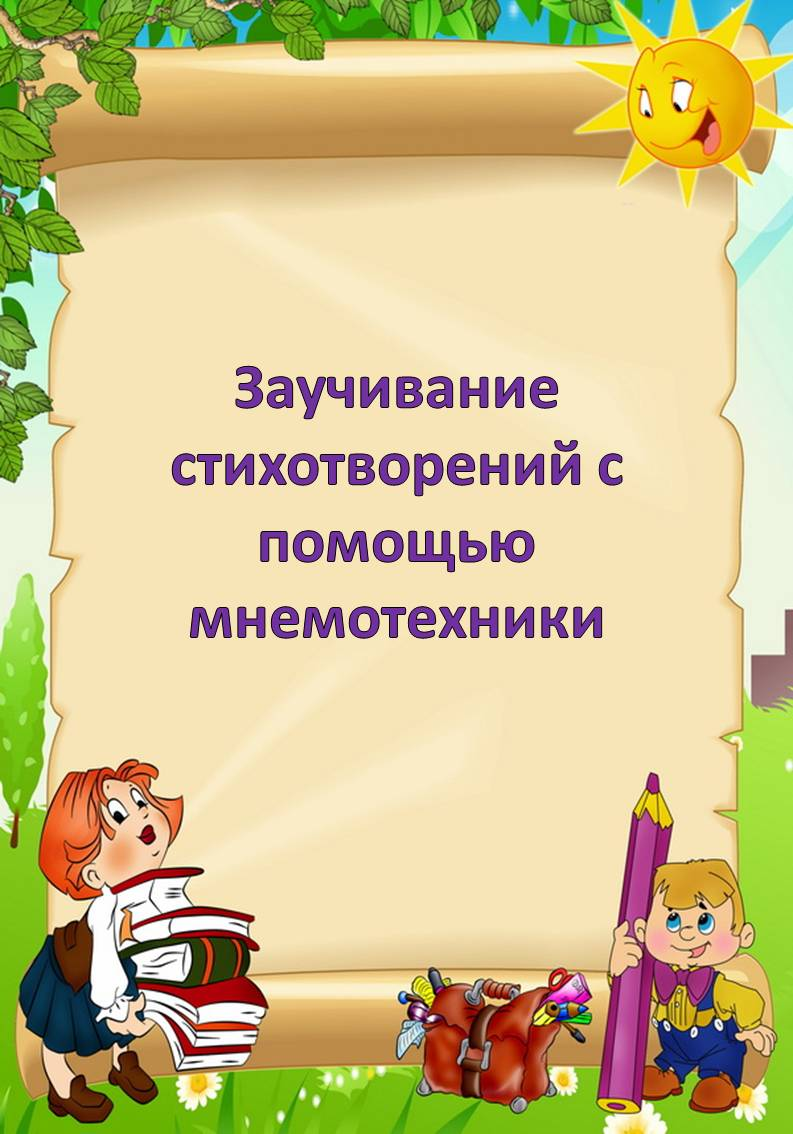 Заучивание
стихотворений с
помощью
мнемотехники